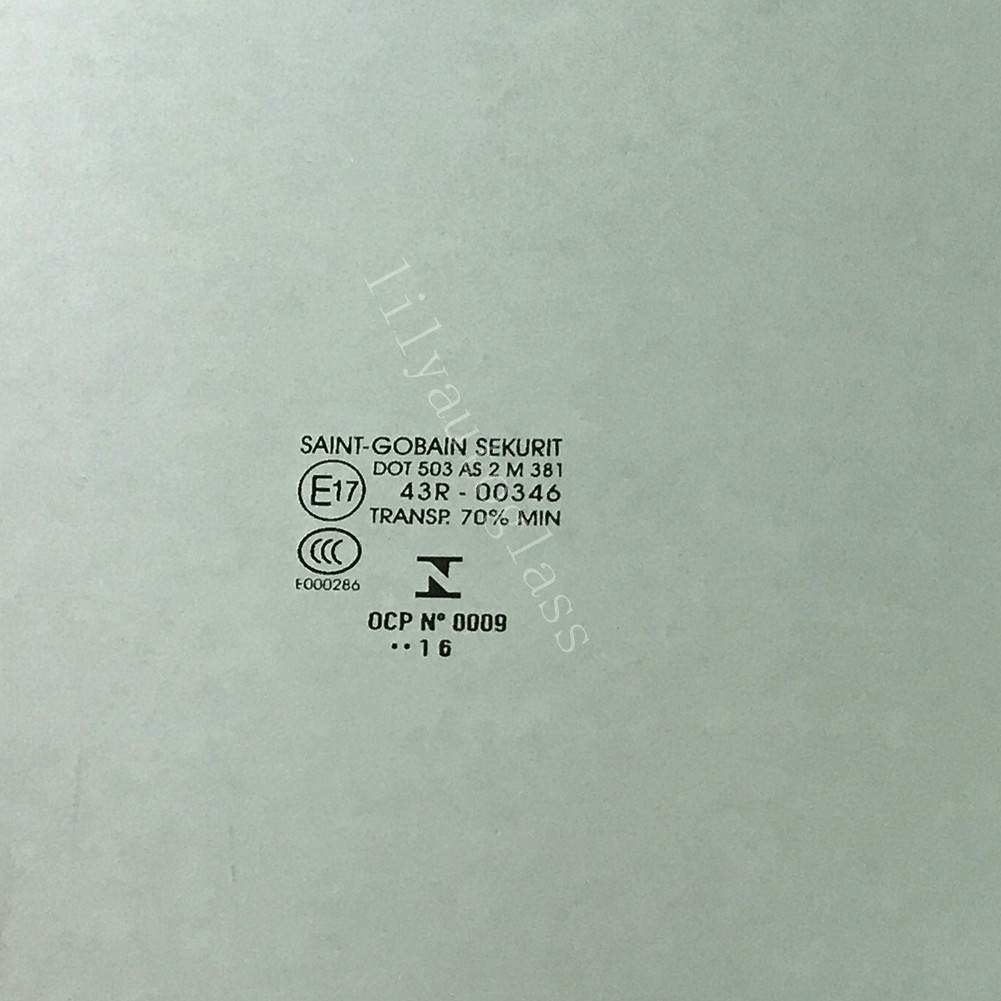 SAINT-GOBAIN SEKURIT
DOT 503 AS 2 M 381
E17
43R - 00346
TRANSP. 70% MIN
CCC
E000286
OCP Nº 0009
··16
lilyautoglass